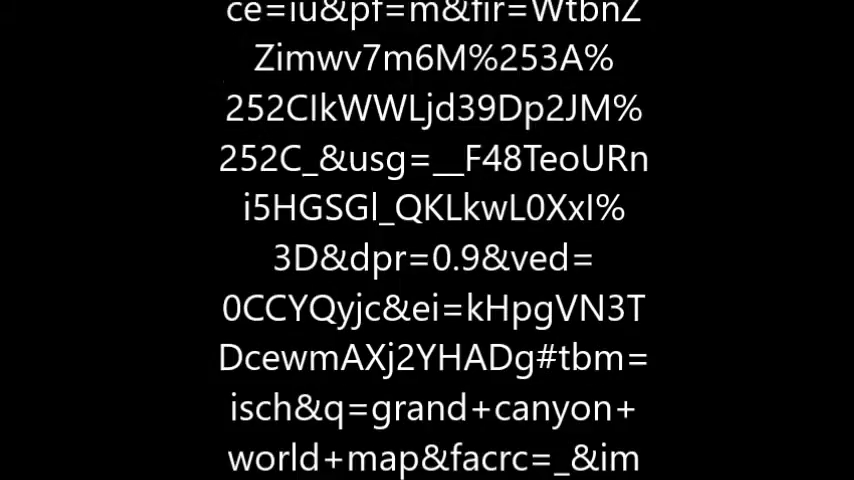 ce=iu&pf=m&fir=WtbnZ
Zimwv7m6M%253A%
252CIkWWLjd39Dp2JM%
252C_&usg=__F48TeoURn
i5HGSGl_QKLkwL0XxI%
3D&dpr=0.9&ved=
0CCYQyjc&ei=kHpgVN3T
DcewmAXj2YHADg#tbm=
isch&q=grand+canyon+
world+map&facrc=_&im